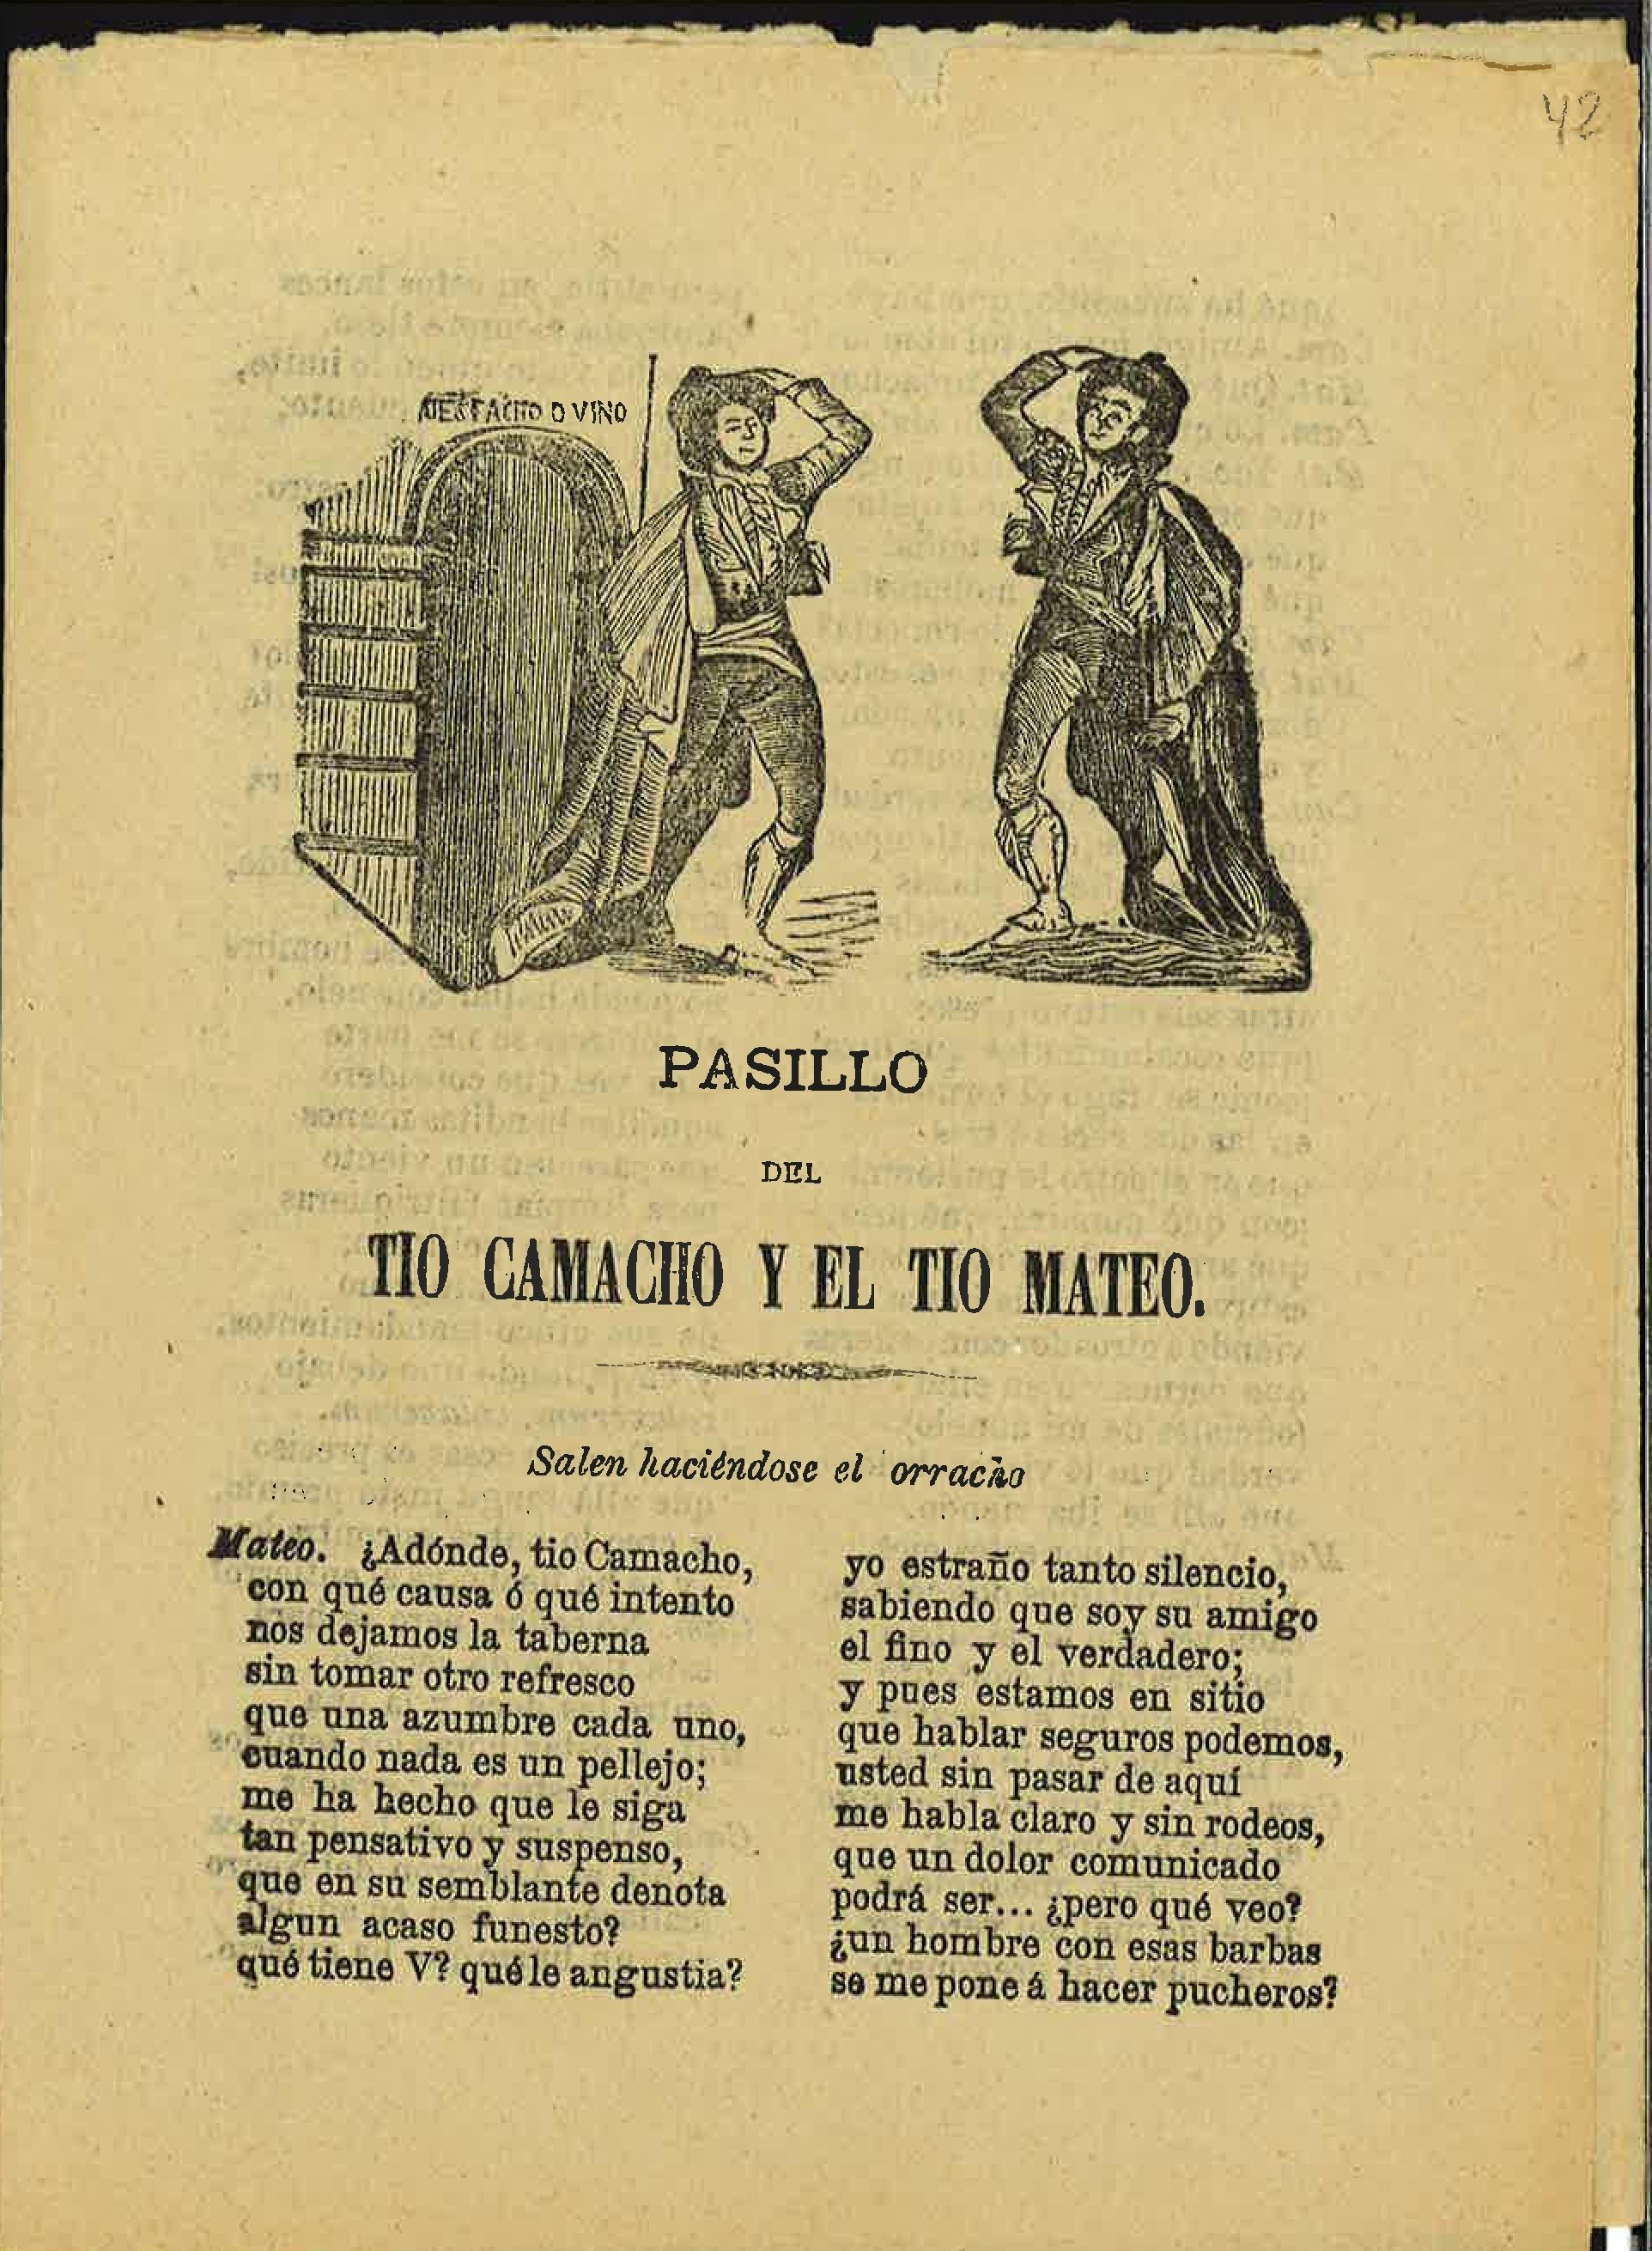 42
DESPACHO D VINO
PASILLO
DEL
TIO CAMACHO Y EL TIO MATEO.
Salen haciéndose el orracho
Mateo. ¿Adónde, tio Camacho,
con qué causa ó qué intento
nos dejamos la taberna
sin tomar otro refresco
que una azumbre cada uno,
cuando nada es un pellejo;
me ha hecho que le siga
tan pensativo y suspenso,
que en su semblante denota
algun acaso funesto?
qué tiene V? qué le angustia?
yo estraño tanto silencio,
sabiendo que soy su amigo
el fino y el verdadero;
y pues estamos en sitio
que hablar seguros podemos,
usted sin pasar de aquí
me habla claro y sin rodeos,
que un dolor comunicado
podrá ser... ¿pero qué veo?
¿un hombre con esas barbas
se me pone á hacer pucheros?